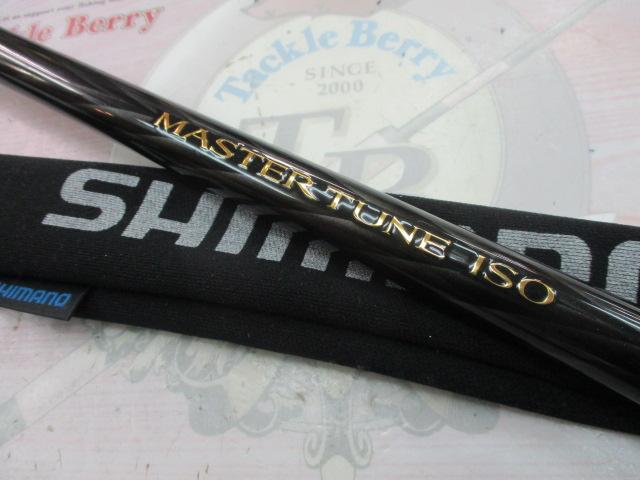 Tackle Berry
SINCE
2000
TB
kle Berry
MASTER TUNE ISO
SHIMANO
SHIMANO